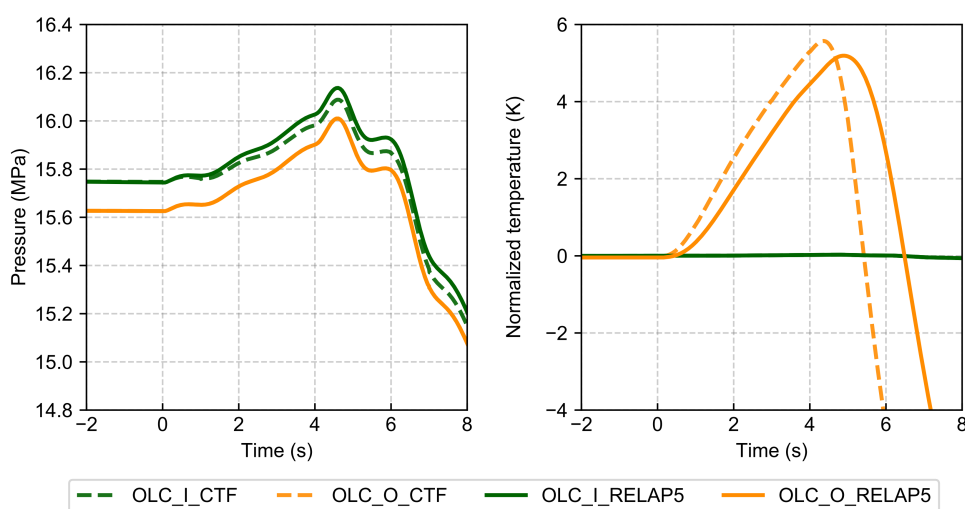 16.4
16.2
16.0
15.8
15.6
15.4
15.2
15.0
14.8
Pressure (MPa)
−2 0 2 4 6 8
Time (s)
6
4
2
0
−2
−4
Normalized temperature (K)
−2 0 2 4 6 8
Time (s)
OLC_I_CTF OLC_O_CTF OLC_I_RELAP5 OLC_O_RELAP5